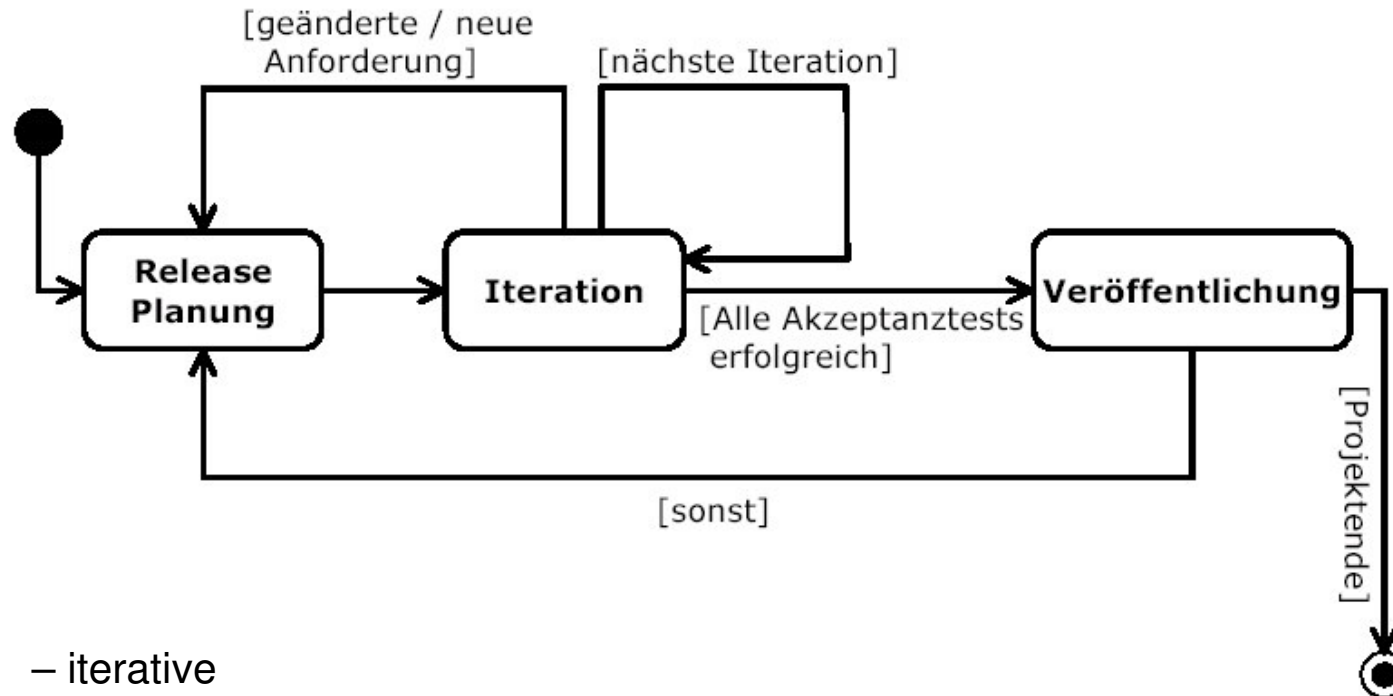 [geänderte / neue
Anforderung]
[nächste Iteration]
Release
Planung
Iteration
[Alle Akzeptanztests
erfolgreich]
Veröffentlichung
[Projektende]
[sonst]
– iterative